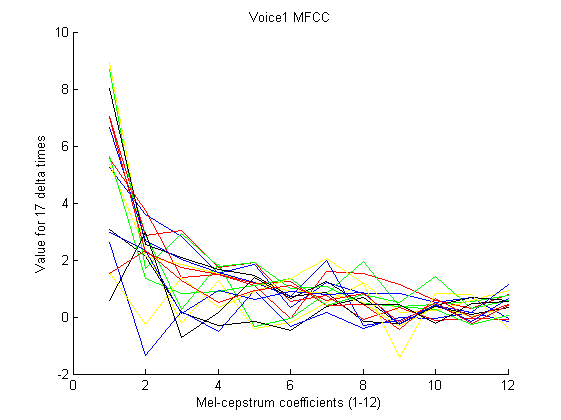 Voice1 MFCC
10
8
6
4
2
0
-2
0 2 4 6 8 10 12
Value for 17 delta times
Mel-cepstrum coefficients (1-12)